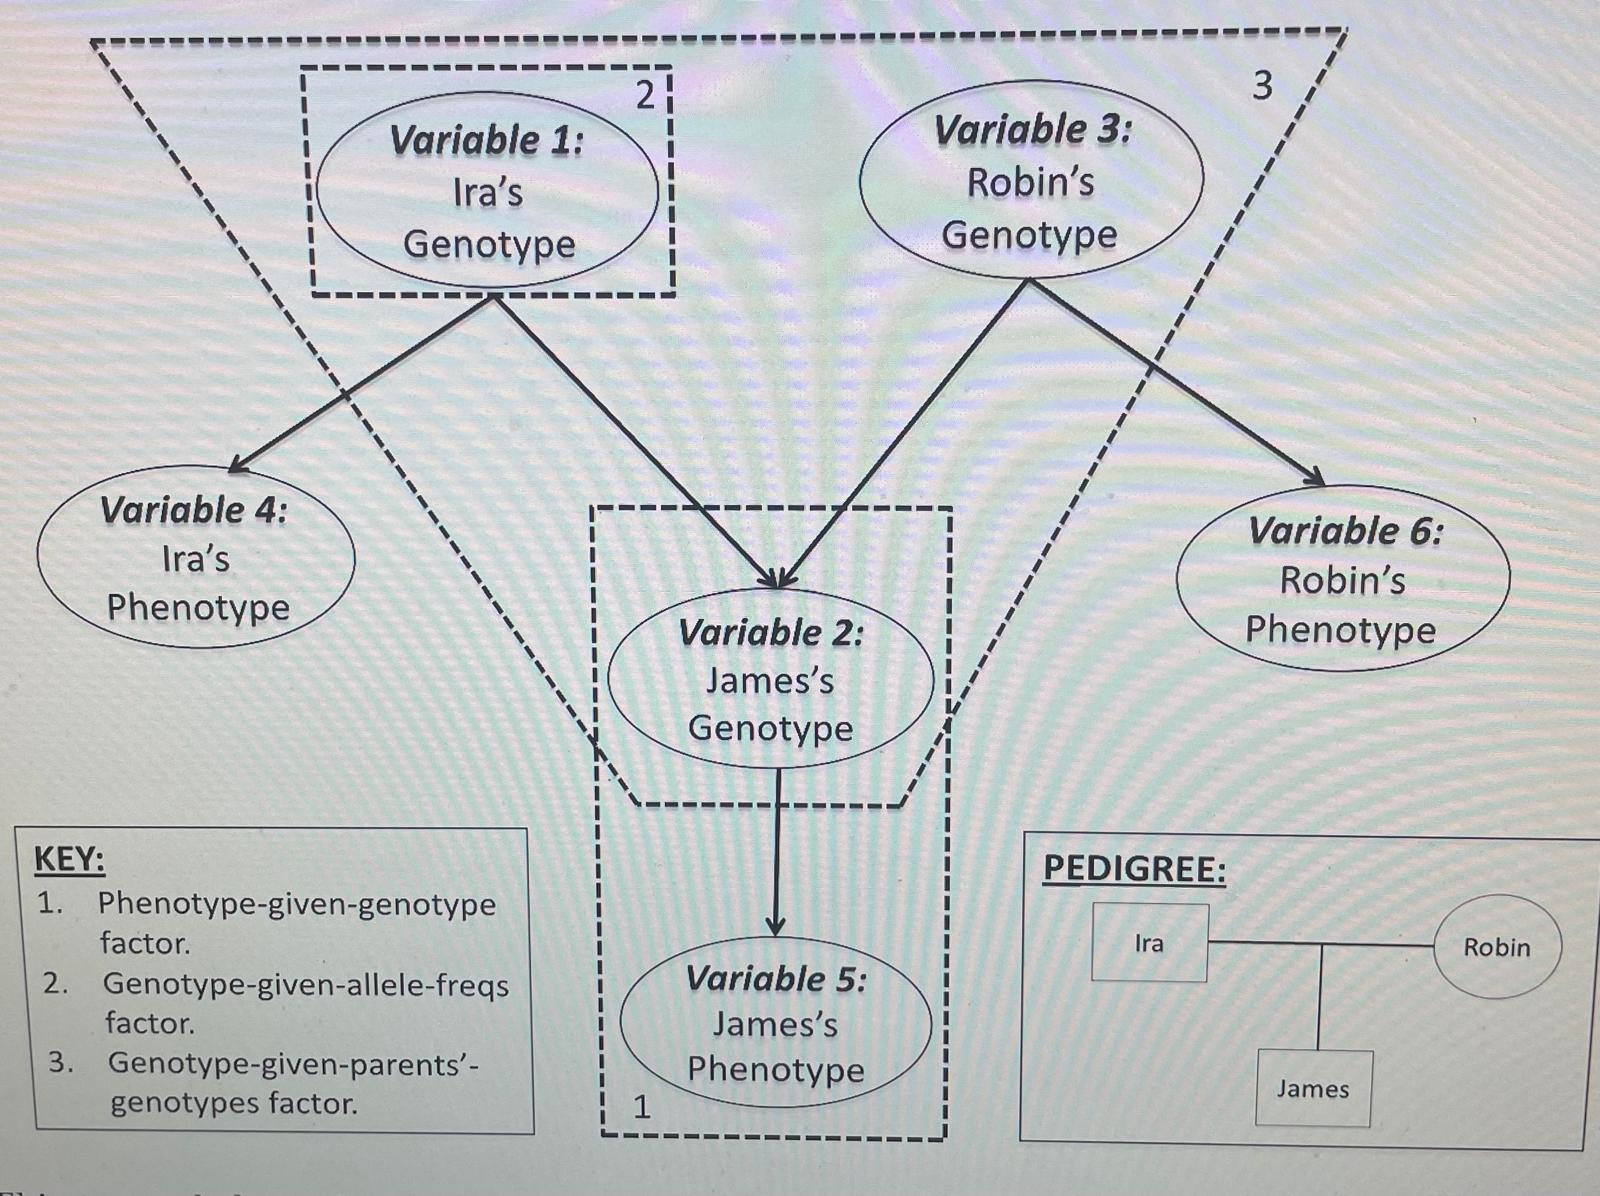 2
3
Variable 1:
Ira's
Genotype
Variable 3:
Robin's
Genotype
Variable 4:
Ira's
Phenotype
Variable 6:
Robin's
Phenotype
Variable 2:
James's
Genotype
Variable 5:
James's
Phenotype
1
KEY:
1. Phenotype-given-genotype
factor.
2. Genotype-given-allele-freqs
factor.
3. Genotype-given-parents'-
genotypes factor.
PEDIGREE:
Ira
Robin
James